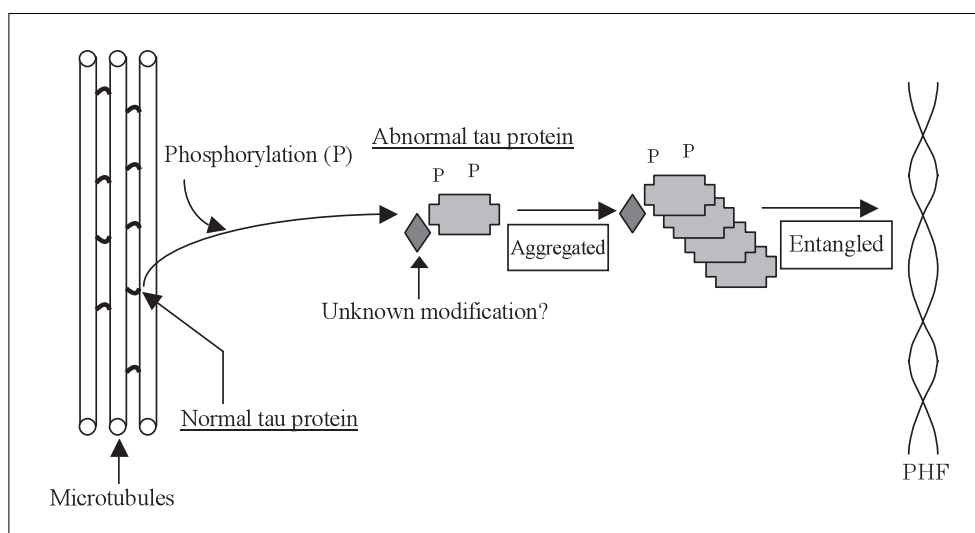 Abnormal tau protein
Phosphorylation (P)
P P
P P
Aggregated
Entangled
Unknown modification?
Normal tau protein
Microtubules
PHF